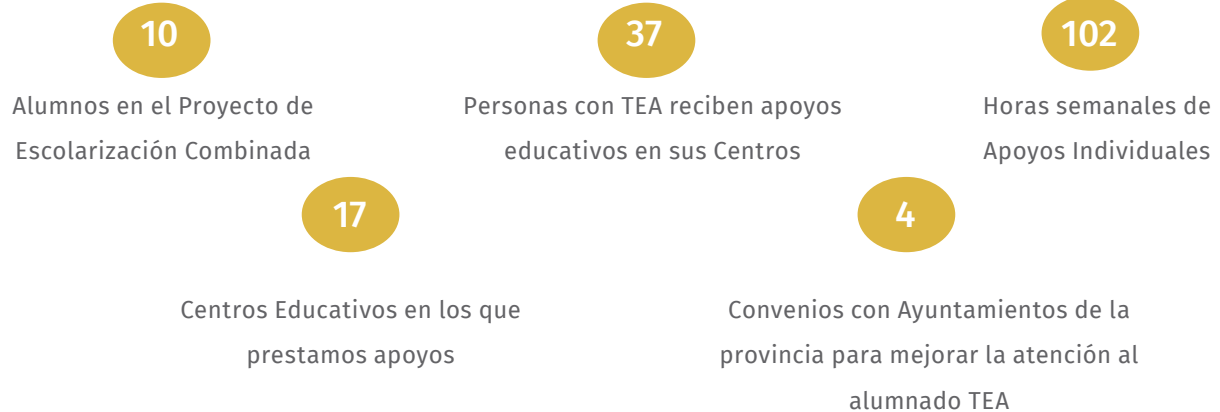 10
Alumnos en el Proyecto de
Escolarización Combinada
37
Personas con TEA reciben apoyos
educativos en sus Centros
102
Horas semanales de
Apoyos Individuales
17
Centros Educativos en los que
prestamos apoyos
4
Convenios con Ayuntamientos de la
provincia para mejorar la atención al
alumnado TEA